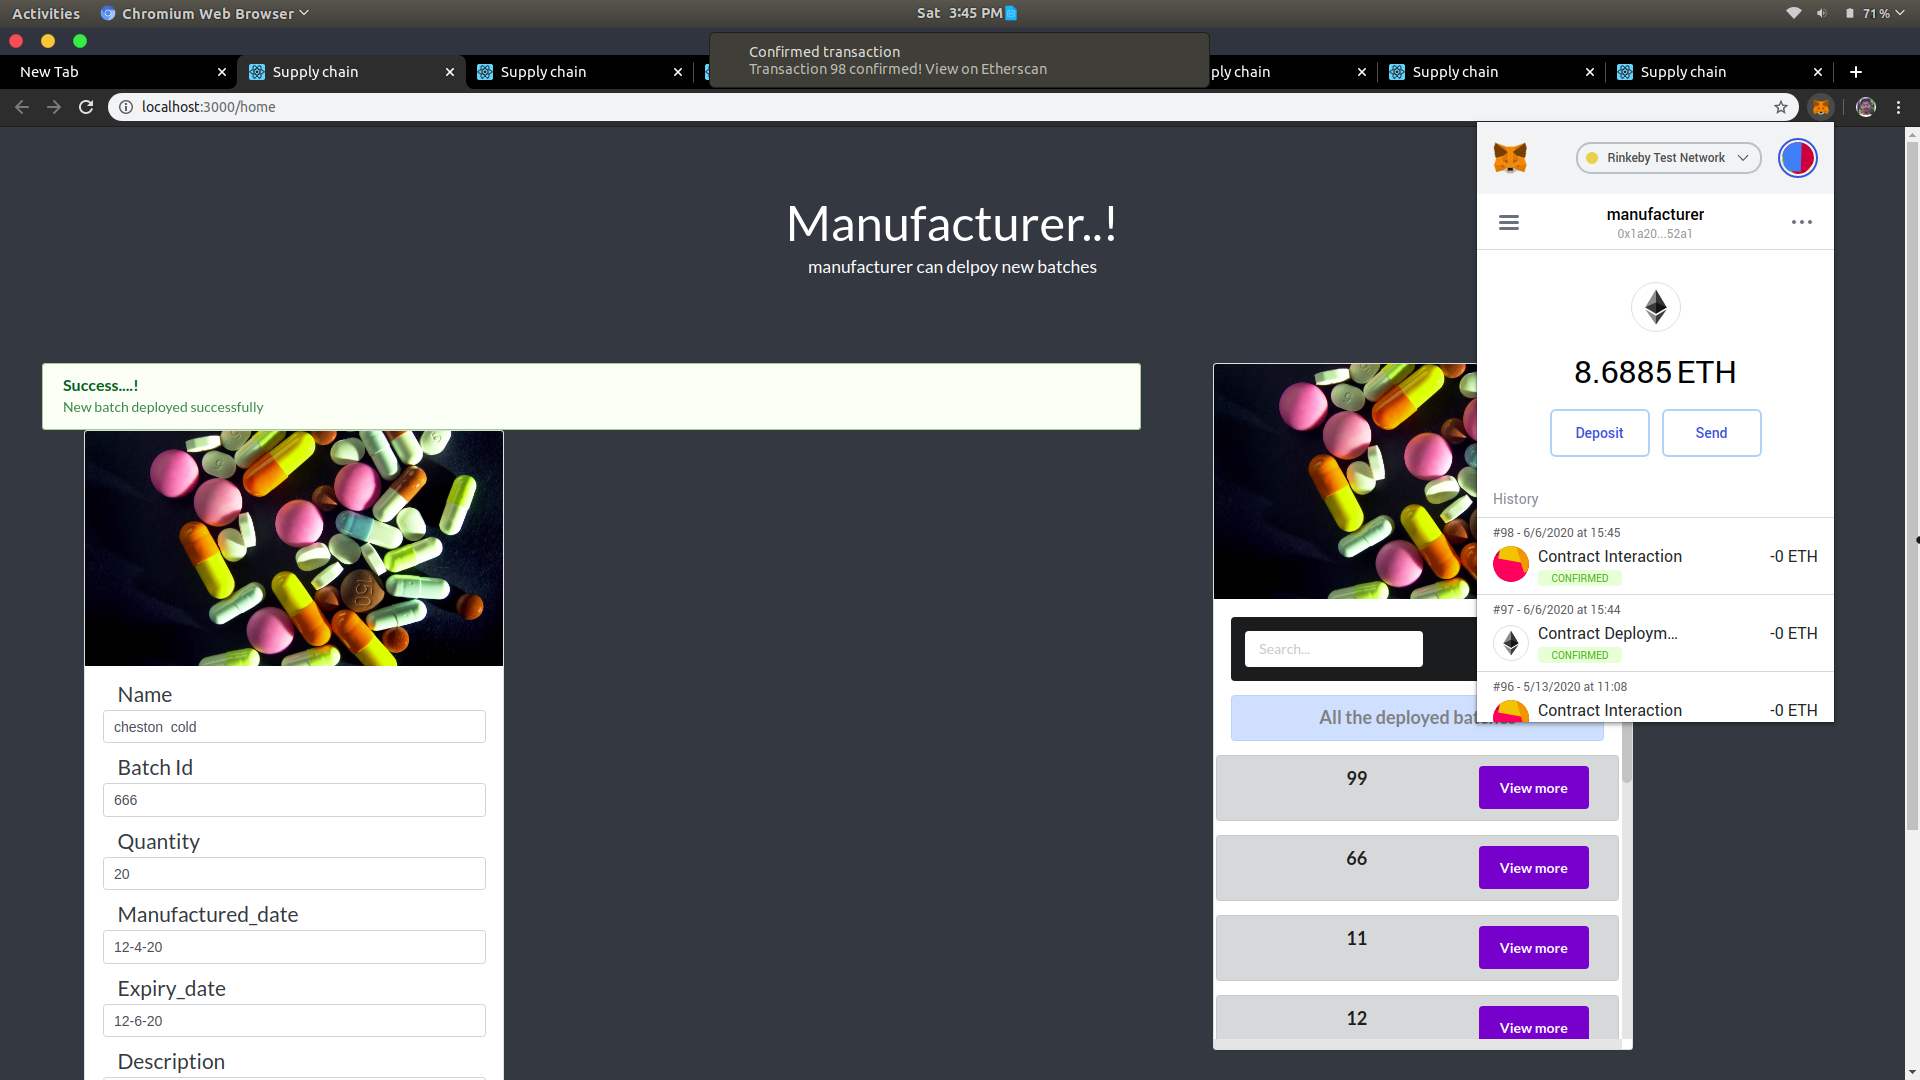 Activities
Chromium Web Browser
Sat 3:45 PM
71 %
Confirmed transaction
Transaction 98 confirmed! View on Etherscan
New Tab
Supply chain
Supply chain
ply chain
Supply chain
Supply chain
localhost:3000/home
Rinkeby Test Network
manufacturer
0x1a20...52a1
8.6885 ETH
Deposit
Send
History
#98 - 6/6/2020 at 15:45
Contract Interaction
-0 ETH
CONFIRMED
#97 - 6/6/2020 at 15:44
Contract Deploym...
-0 ETH
CONFIRMED
#96 - 5/13/2020 at 11:08
Contract Interaction
-0 ETH
Manufacturer..!
manufacturer can delpoy new batches
Success....!
New batch deployed successfully
150
Name
cheston cold
Batch Id
666
Quantity
20
Manufactured_date
12-4-20
Expiry_date
12-6-20
Description
Search...
All the deployed batches
99
View more
66
View more
11
View more
12
View more